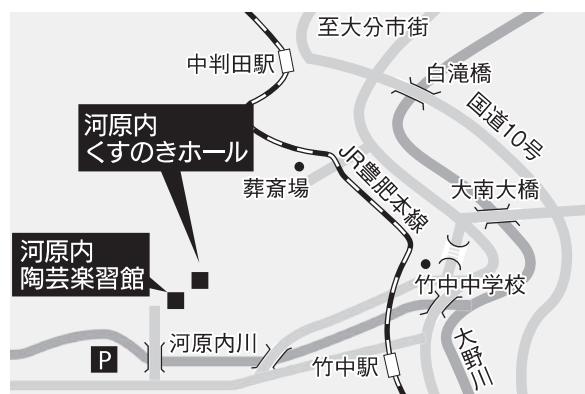 至大分市街
中判田駅
白滝橋
国道10号
河原内
くすのきホール
JR豊肥本線
葬斎場
大南大橋
河原内
陶芸楽習館
竹中中学校
河原内川
P
竹中駅
大野川